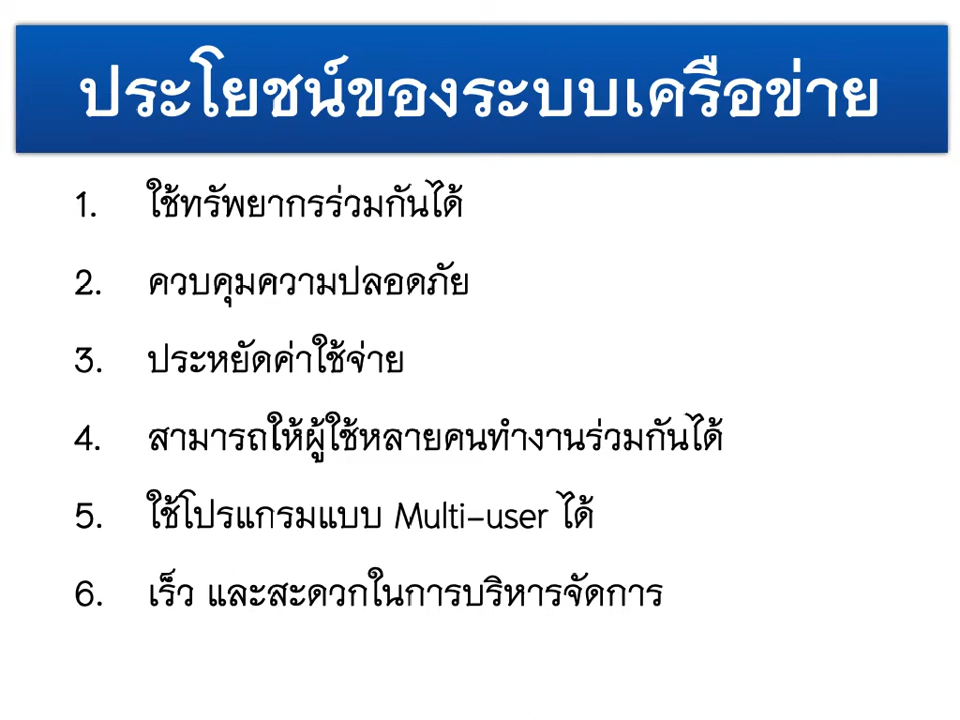 ประโยชน์ของระบบเครือข่าย
1. ใช้ทรัพยากรร่วมกันได้
2. ควบคุมความปลอดภัย
3. ประหยัดค่าใช้จ่าย
4. สามารถให้ผู้ใช้หลายคนทำงานร่วมกันได้
5. ใช้โปรแกรมแบบ Multi-user ได้
6. เร็ว และสะดวกในการบริหารจัดการ